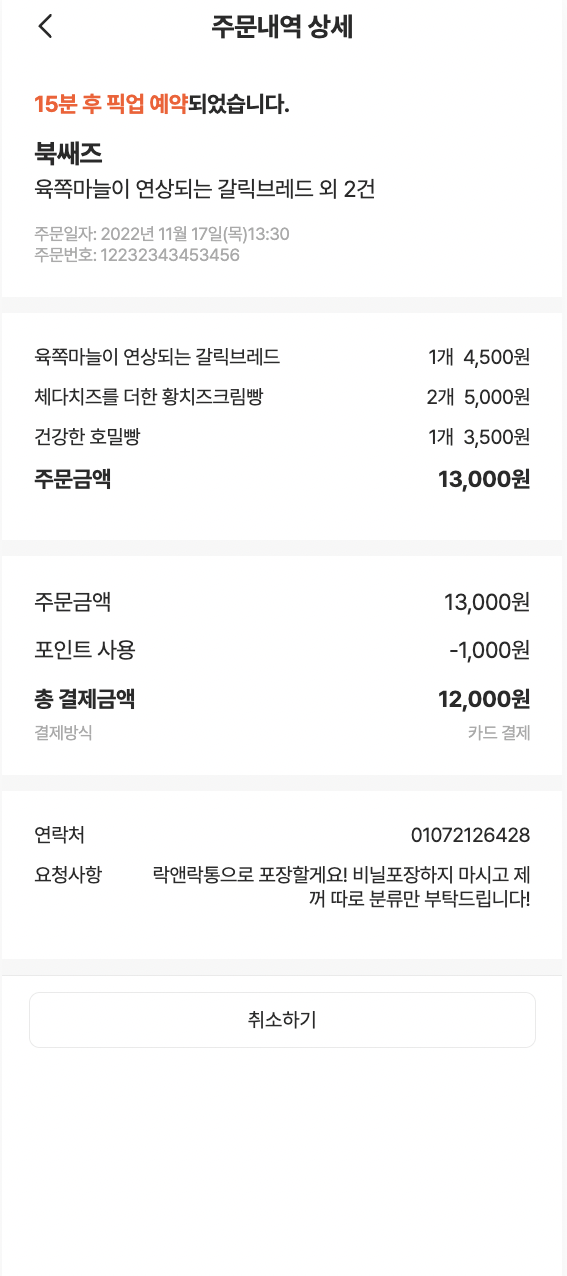 주문내역 상세
15분 후 픽업 예약되었습니다.
북쌔즈
육쪽마늘이 연상되는 갈릭브레드 외 2건
주문일자: 2022년 11월 17일(목)13:30
주문번호: 12232343453456
육쪽마늘이 연상되는 갈릭브레드 1개 4,500원
체다치즈를 더한 황치즈크림빵 2개 5,000원
건강한 호밀빵 1개 3,500원
주문금액 13,000원
주문금액 13,000원
포인트 사용 -1,000원
총 결제금액 12,000원
결제방식 카드 결제
연락처 01072126428
요청사항 락앤락통으로 포장할게요! 비닐포장하지 마시고 제
꺼 따로 분류만 부탁드립니다!
취소하기